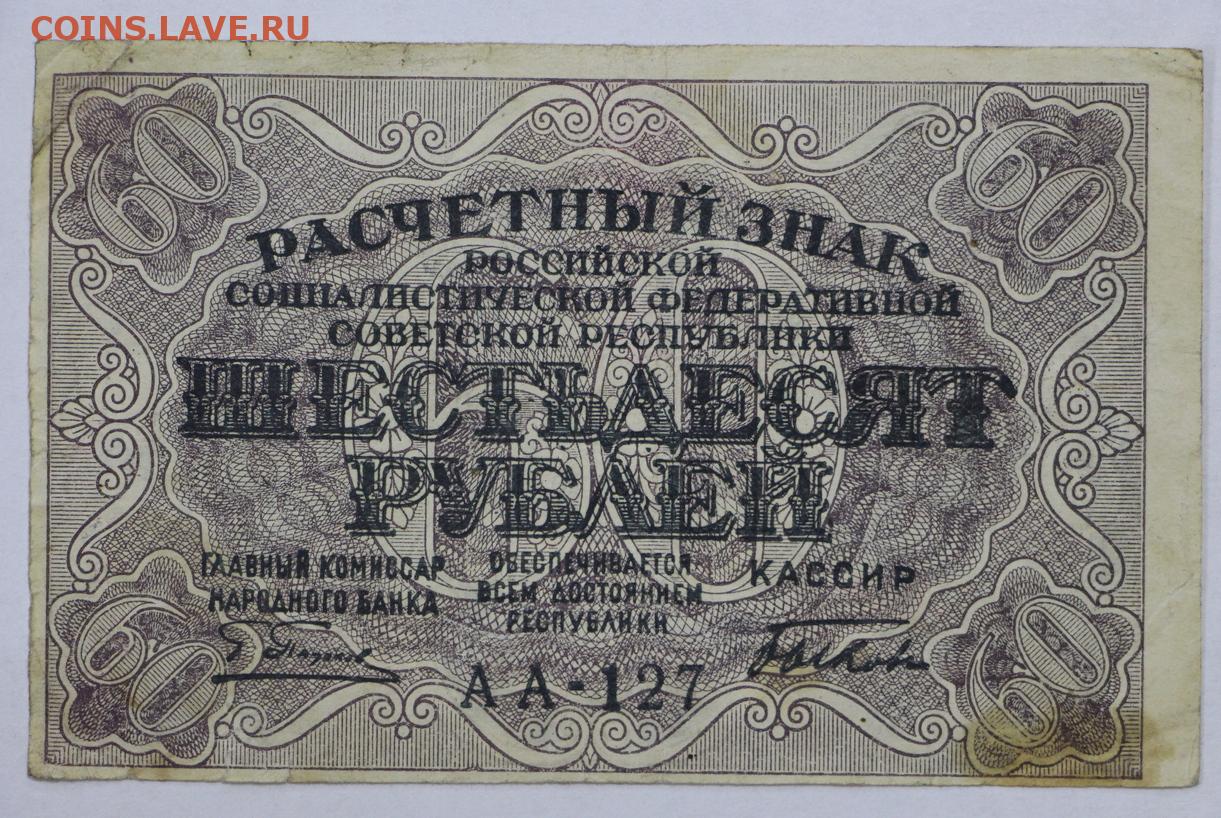 COINS.LAVE.RU
60 60
РАСЧЕТНЫЙ ЗНАК
РОССИЙСКОЙ
СОЦИАЛИСТИЧЕСКОЙ ФЕДЕРАТИВНОЙ
СОВЕТСКОЙ РЕСПУБЛИКИ
60
ШЕСТЬДЕСЯТ
РУБЛЕЙ
ГЛАВНЫЙ КОМИССАР
НАРОДНОГО БАНКА
ОБЕСПЕЧИВАЕТСЯ
ВСЕМ ДОСТОЯНИЕМ
РЕСПУБЛИКИ
КАССИР
АА-127
60 60